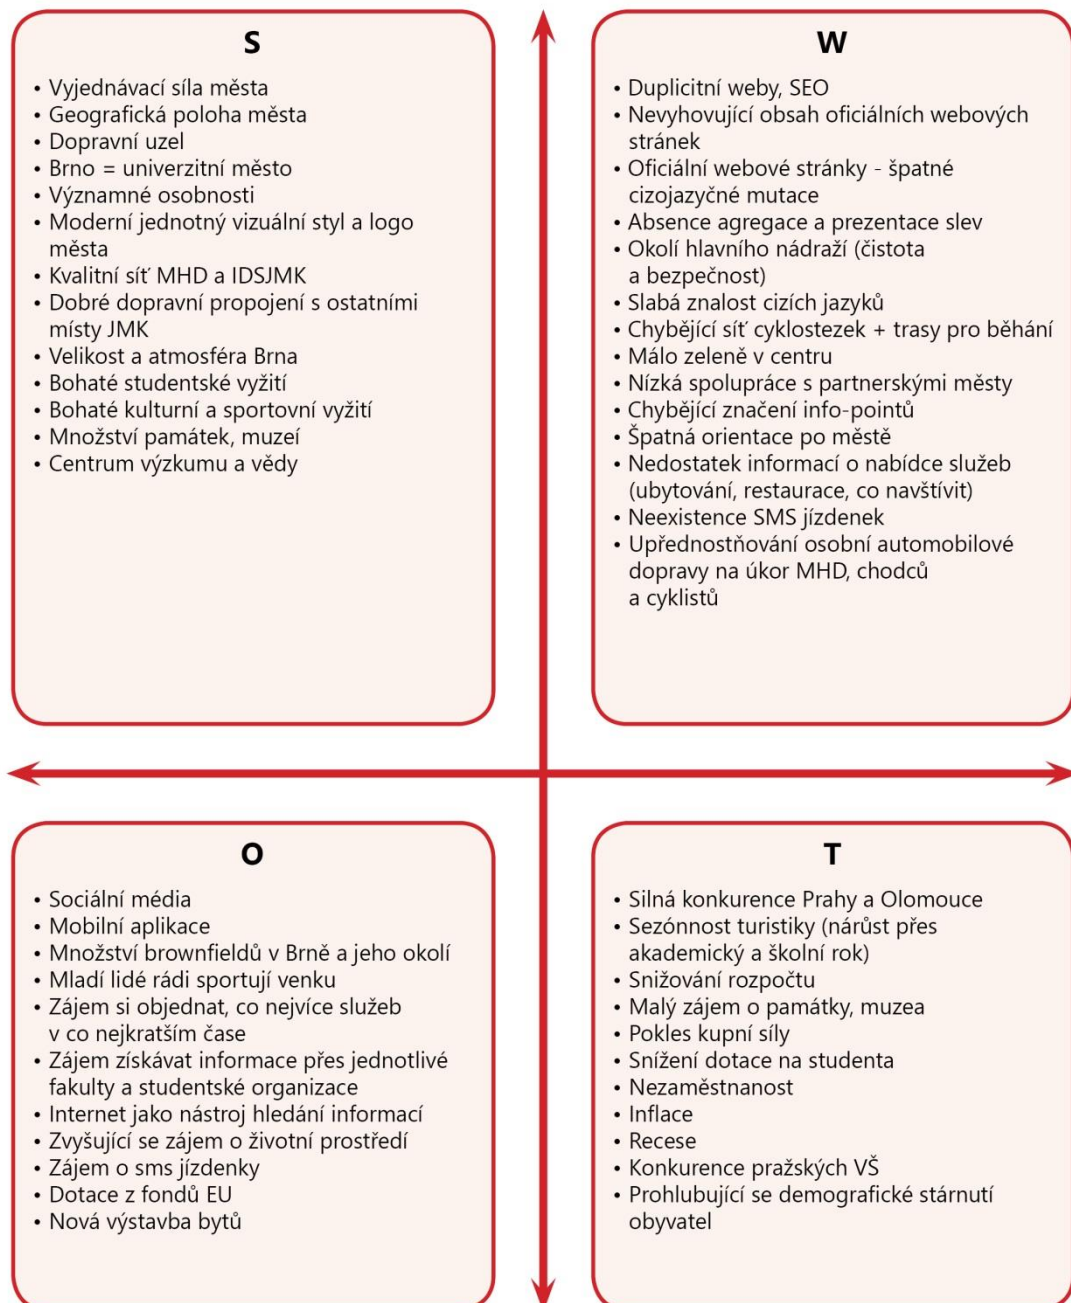 S
• Vyjednávací síla města
• Geografická poloha města
• Dopravní uzel
• Brno = univerzitní město
• Významné osobnosti
• Moderní jednotný vizuální styl a logo
města
• Kvalitní síť MHD a IDSJMK
• Dobré dopravní propojení s ostatními
místy JMK
• Velikost a atmosféra Brna
• Bohaté studentské vyžití
• Bohaté kulturní a sportovní vyžití
• Množství památek, muzeí
• Centrum výzkumu a vědy
W
• Duplicitní weby, SEO
• Nevyhovující obsah oficiálních webových
stránek
• Oficiální webové stránky - špatné
cizojazyčné mutace
• Absence agregace a prezentace slev
• Okolí hlavního nádraží (čistota
a bezpečnost)
• Slabá znalost cizích jazyků
• Chybějící síť cyklostezek + trasy pro běhání
• Málo zeleně v centru
• Nízká spolupráce s partnerskými městy
• Chybějící značení info-pointů
• Špatná orientace po městě
• Nedostatek informací o nabídce služeb
(ubytování, restaurace, co navštívit)
• Neexistence SMS jízdenek
• Upřednostňování osobní automobilové
dopravy na úkor MHD, chodců
a cyklistů
O
• Sociální média
• Mobilní aplikace
• Množství brownfieldů v Brně a jeho okolí
• Mladí lidé rádi sportují venku
• Zájem si objednat, co nejvíce služeb
v co nejkratším čase
• Zájem získávat informace přes jednotlivé
fakulty a studentské organizace
• Internet jako nástroj hledání informací
• Zvyšující se zájem o životní prostředí
• Zájem o sms jízdenky
• Dotace z fondů EU
• Nová výstavba bytů
T
• Silná konkurence Prahy a Olomouce
• Sezónnost turistiky (nárůst přes
akademický a školní rok)
• Snižování rozpočtu
• Malý zájem o památky, muzea
• Pokles kupní síly
• Snížení dotace na studenta
• Nezaměstnanost
• Inflace
• Recese
• Konkurence pražských VŠ
• Prohlubující se demografické stárnutí
obyvatel